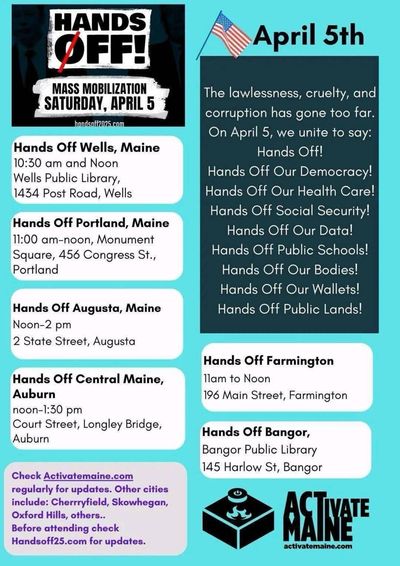 HANDS
OFF!
MASS MOBILIZATION
SATURDAY, APRIL 5
handsoff2025.com
Hands Off Wells, Maine
10:30 am and Noon
Wells Public Library,
1434 Post Road, Wells
Hands Off Portland, Maine
11:00 am-noon, Monument
Square, 456 Congress St.,
Portland
Hands Off Augusta, Maine
Noon-2 pm
2 State Street, Augusta
Hands Off Central Maine,
Auburn
noon-1:30 pm
Court Street, Longley Bridge,
Auburn
Check Activatemaine.com
regularly for updates. Other cities
include: Cherrryfield, Skowhegan,
Oxford Hills, others..
Before attending check
Handsoff25.com for updates.
April 5th
The lawlessness, cruelty, and
corruption has gone too far.
On April 5, we unite to say:
Hands Off!
Hands Off Our Democracy!
Hands Off Our Health Care!
Hands Off Social Security!
Hands Off Our Data!
Hands Off Public Schools!
Hands Off Our Bodies!
Hands Off Our Wallets!
Hands Off Public Lands!
Hands Off Farmington
11am to Noon
196 Main Street, Farmington
Hands Off Bangor,
Bangor Public Library
145 Harlow St, Bangor
ACTIVATE
MAINE
activatemaine.com